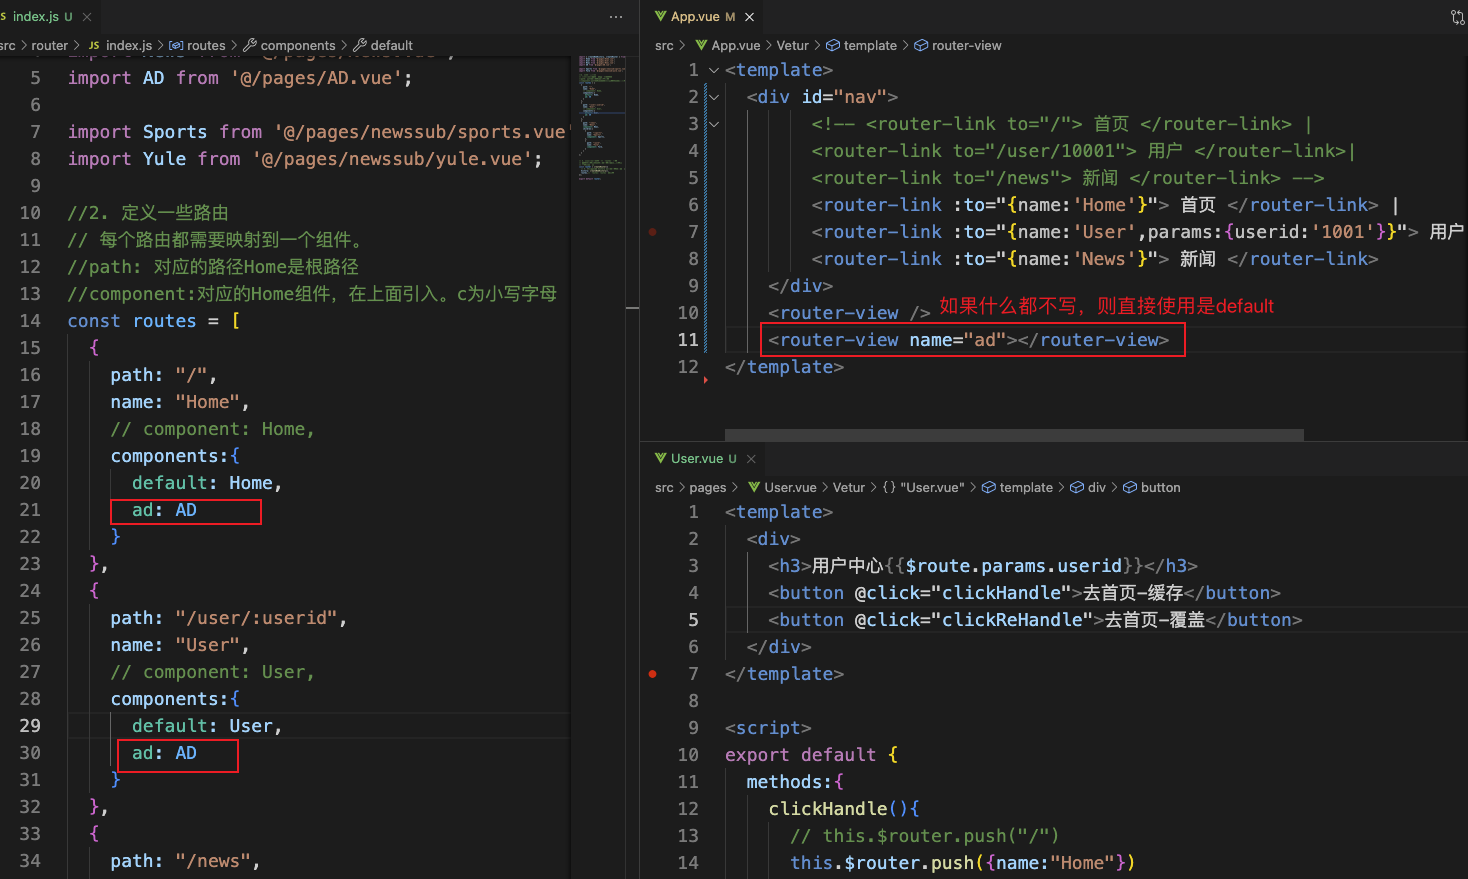 index.js U
src > router > JS index.js > routes > components > default
5 import AD from '@/pages/AD.vue';
6
7 import Sports from '@/pages/newssub/sports.vue'
8 import Yule from '@/pages/newssub/yule.vue';
9
10 //2. 定义一些路由
11 // 每个路由都需要映射到一个组件。
12 //path: 对应的路径Home是根路径
13 //component:对应的Home组件，在上面引入。c为小写字母
14 const routes = [
15 {
16 path: "/",
17 name: "Home",
18 // component: Home,
19 components:{
20 default: Home,
21 ad: AD
22 }
23 },
24 {
25 path: "/user/:userid",
26 name: "User",
27 // component: User,
28 components:{
29 default: User,
30 ad: AD
31 }
32 },
33 {
34 path: "/news",
App.vue M
src > App.vue > Vetur > template > router-view
1 <template>
2 <div id="nav">
3 <!-- <router-link to="/"> 首页 </router-link> |
4 <router-link to="/user/10001"> 用户 </router-link>|
5 <router-link to="/news"> 新闻 </router-link> -->
6 <router-link :to="{name:'Home'}"> 首页 </router-link> |
7 <router-link :to="{name:'User',params:{userid:'1001'}}"> 用户
8 <router-link :to="{name:'News'}"> 新闻 </router-link>
9 </div>
10 <router-view /> 如果什么都不写，则直接使用是default
11 <router-view name="ad"></router-view>
12 </template>
User.vue U
src > pages > User.vue > Vetur > {} "User.vue" > template > div > button
1 <template>
2 <div>
3 <h3>用户中心{{$route.params.userid}}</h3>
4 <button @click="clickHandle">去首页-缓存</button>
5 <button @click="clickReHandle">去首页-覆盖</button>
6 </div>
7 </template>
8
9 <script>
10 export default {
11 methods:{
12 clickHandle(){
13 // this.$router.push("/")
14 this.$router.push({name:"Home"})